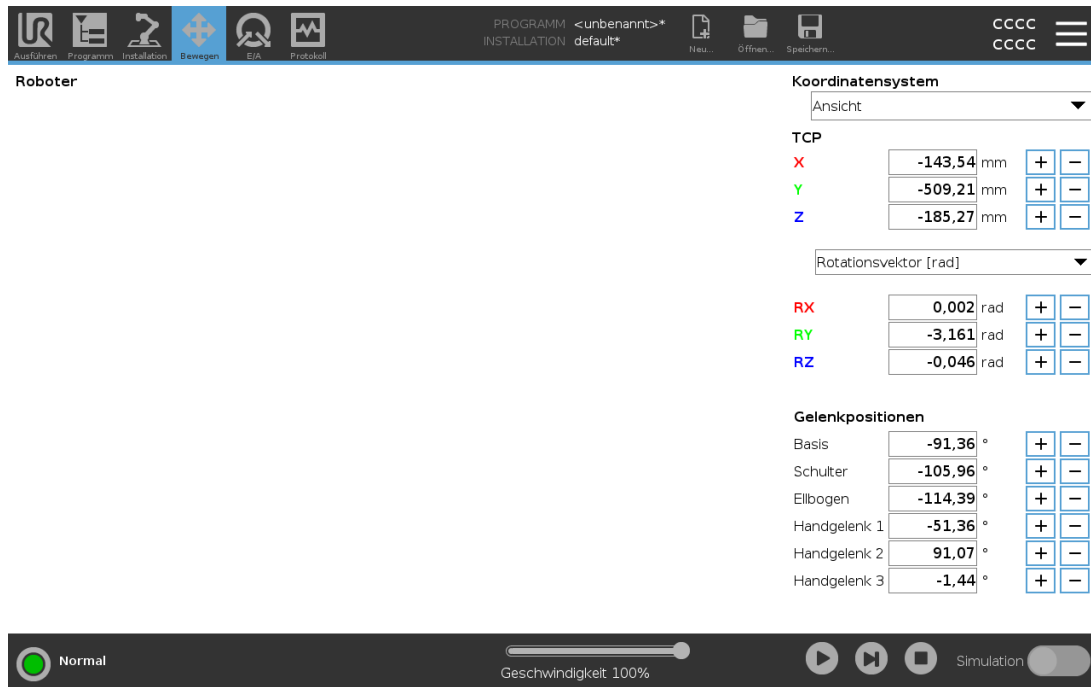 PROGRAMM <unbenannt>*
INSTALLATION default*
Ausführen Programm Installation Bewegen E/A Protokoll
Neu... Öffnen... Speichern...
CCCC
CCCC
Roboter
Koordinatensystem
Ansicht
TCP
X -143,54 mm + −
Y -509,21 mm + −
Z -185,27 mm + −
Rotationsvektor [rad]
RX 0,002 rad + −
RY -3,161 rad + −
RZ -0,046 rad + −
Gelenkpositionen
Basis -91,36 ° + −
Schulter -105,96 ° + −
Ellbogen -114,39 ° + −
Handgelenk 1 -51,36 ° + −
Handgelenk 2 91,07 ° + −
Handgelenk 3 -1,44 ° + −
Normal
Geschwindigkeit 100%
Simulation